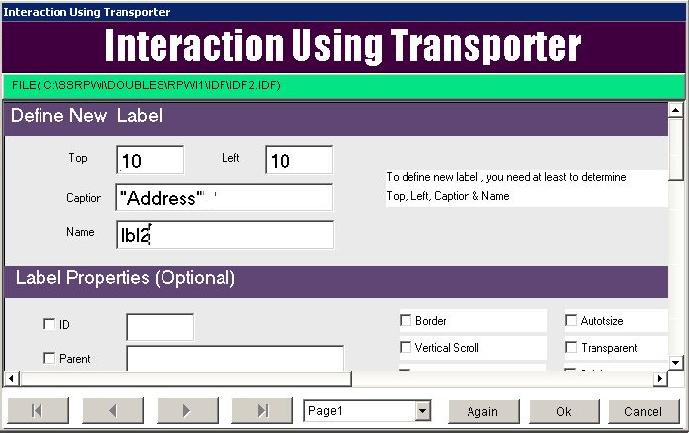 Interaction Using Transporter
Interaction Using Transporter
FILE( C:\SSRPWI\DOUBLES\RPWI1\IDF\IDF2.IDF)
Define New Label
Top 10 Left 10
To define new label , you need at least to determine
Top, Left, Caption & Name
Caption "Address"
Name lbl2
Label Properties (Optional)
ID Border Autotsize
Parent Vertical Scroll Transparent
Page1 Again Ok Cancel